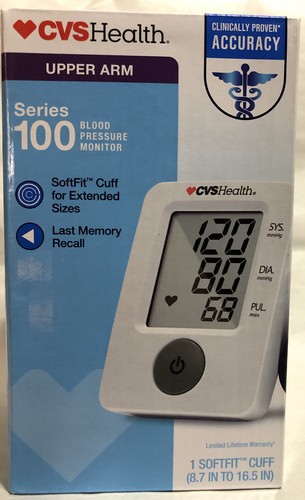 CVSHealth.
CLINICALLY PROVEN*
ACCURACY
UPPER ARM
Series
100 BLOOD
PRESSURE
MONITOR
SoftFit™ Cuff
for Extended
Sizes
Last Memory
Recall
CVSHealth®
120 SYS.
mmHg
80 DIA.
mmHg
68 PUL.
/min
Limited Lifetime Warranty†
1 SOFTFIT™ CUFF
(8.7 IN TO 16.5 IN)